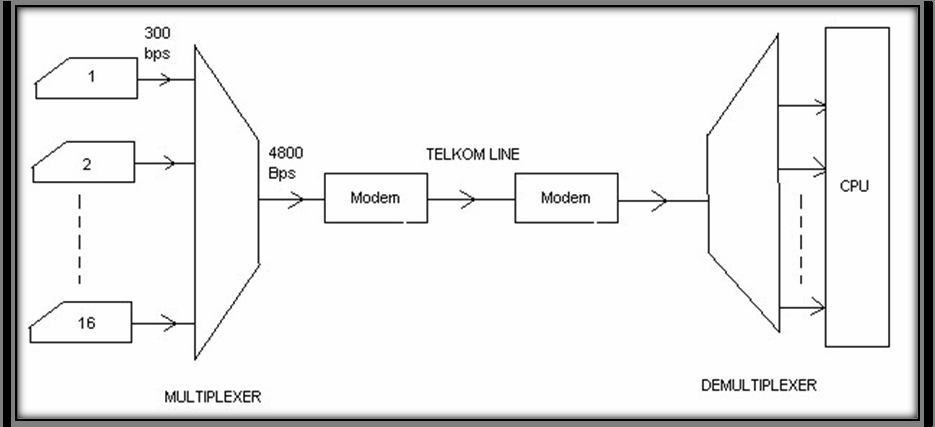 300
bps
1
2
16
MULTIPLEXER
4800
Bps
Modem
TELKOM LINE
Modem
DEMULTIPLEXER
CPU